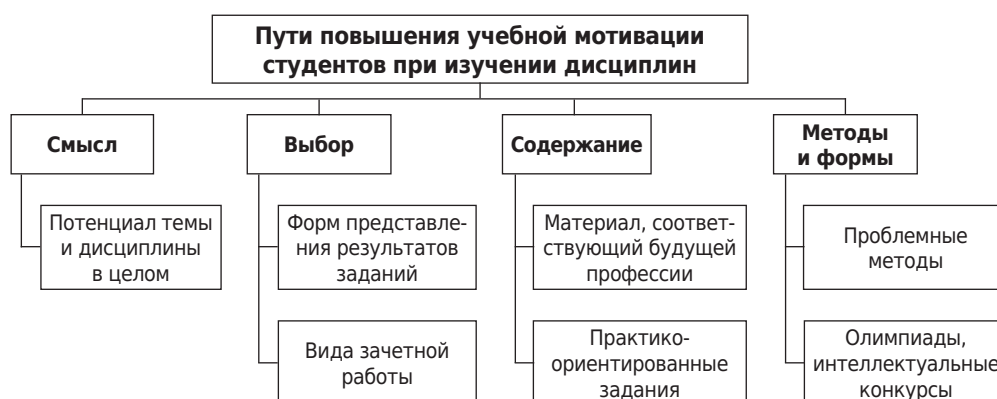 Пути повышения учебной мотивации
студентов при изучении дисциплин
Смысл
Выбор
Содержание
Методы
и формы
Потенциал темы
и дисциплины
в целом
Форм представле-
ния результатов
заданий
Материал, соответ-
ствующий будущей
профессии
Проблемные
методы
Вида зачетной
работы
Практико-
ориентированные
задания
Олимпиады,
интеллектуальные
конкурсы